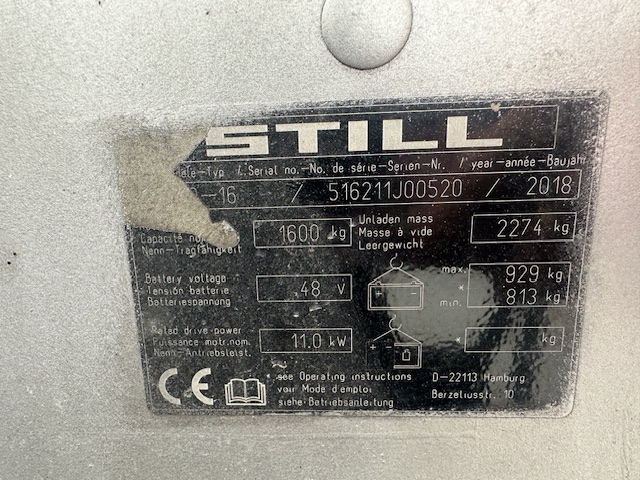 STILL
Typ / Serial no.-No. de série-Serien-Nr. / year-année-Baujahr
-16 / 516211J00520 / 2018
Capacité
Nenn-Tragfähigkeit
1600 kg
Unladen mass
Masse à vide
Leergewicht
2274 kg
Battery voltage
Tension batterie
Batteriespannung
48 V
max. 929 kg
*
min. 813 kg
Rated drive-power
Puissance motr.nom.
Nenn-Antriebsleist.
11.0 kW
+ -
* kg
CE
* see Operating instructions
voir Mode d'emploi
siehe Betriebsanleitung
D-22113 Hamburg
Berzeliusstr. 10